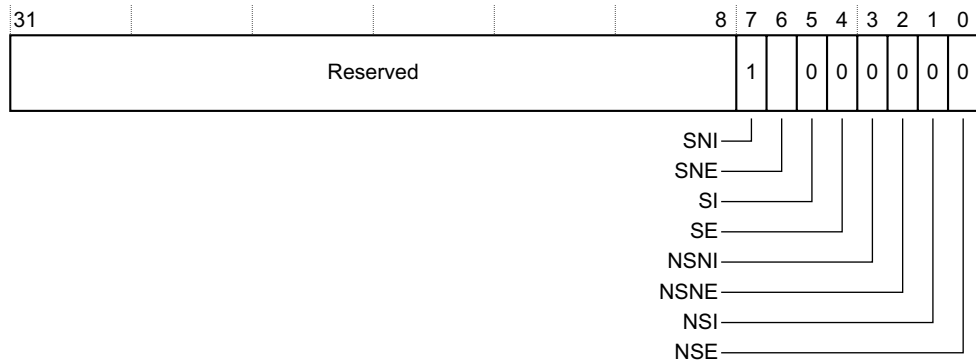 31 8 7 6 5 4 3 2 1 0
Reserved 1 0 0 0 0 0 0
SNI
SNE
SI
SE
NSNI
NSNE
NSI
NSE